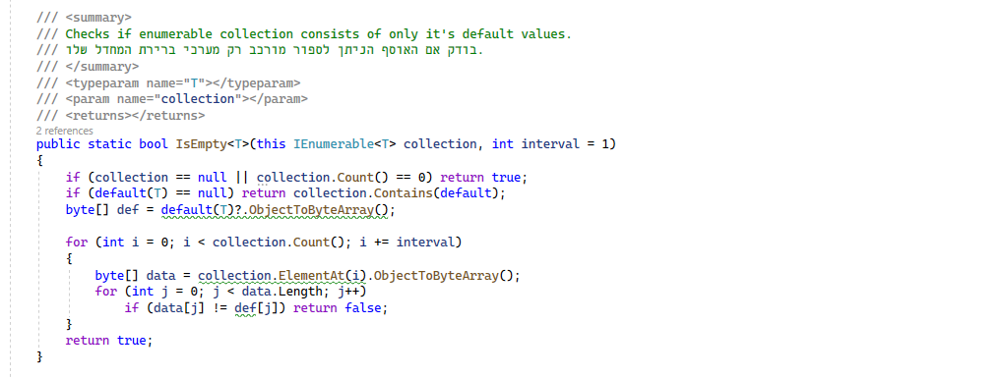 /// <summary>
/// Checks if enumerable collection consists of only it's default values.
/// בודק אם האוסף הניתן לספור מורכב רק מערכי ברירת המחדל שלו.
/// </summary>
/// <typeparam name="T"></typeparam>
/// <param name="collection"></param>
/// <returns></returns>
2 references
public static bool IsEmpty<T>(this IEnumerable<T> collection, int interval = 1)
{
if (collection == null || collection.Count() == 0) return true;
if (default(T) == null) return collection.Contains(default);
byte[] def = default(T)?.ObjectToByteArray();
for (int i = 0; i < collection.Count(); i += interval)
{
byte[] data = collection.ElementAt(i).ObjectToByteArray();
for (int j = 0; j < data.Length; j++)
if (data[j] != def[j]) return false;
}
return true;
}